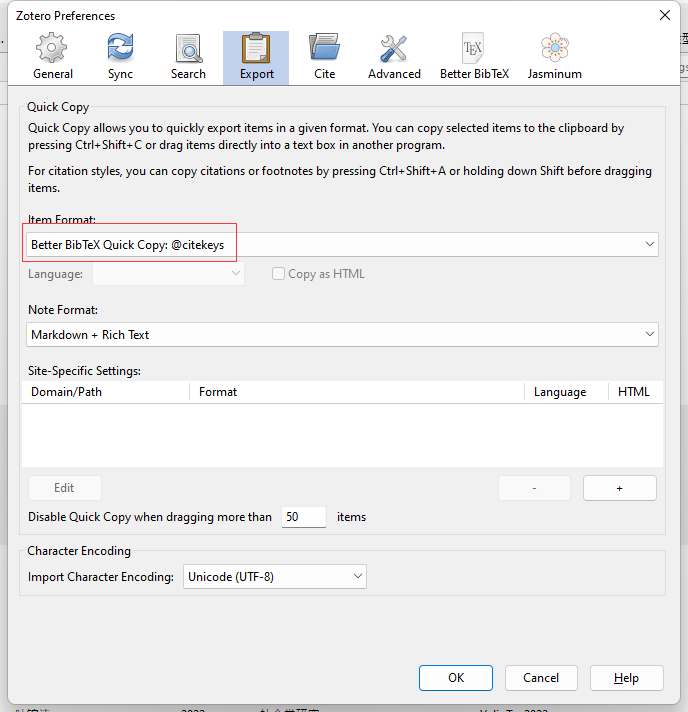 Zotero Preferences
General
Sync
Search
Export
Cite
Advanced
TEX
Better BibTeX
Jasminum
Quick Copy
Quick Copy allows you to quickly export items in a given format. You can copy selected items to the clipboard by
pressing Ctrl+Shift+C or drag items directly into a text box in another program.
For citation styles, you can copy citations or footnotes by pressing Ctrl+Shift+A or holding down Shift before dragging
items.
Item Format:
Better BibTeX Quick Copy: @citekeys
Language:
Copy as HTML
Note Format:
Markdown + Rich Text
Site-Specific Settings:
Domain/Path
Format
Language
HTML
Edit
-
+
Disable Quick Copy when dragging more than 50 items
Character Encoding
Import Character Encoding: Unicode (UTF-8)
OK
Cancel
Help